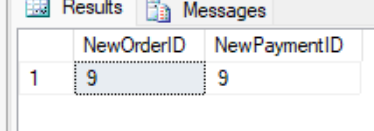 Results Messages
NewOrderID NewPaymentID
1 9 9